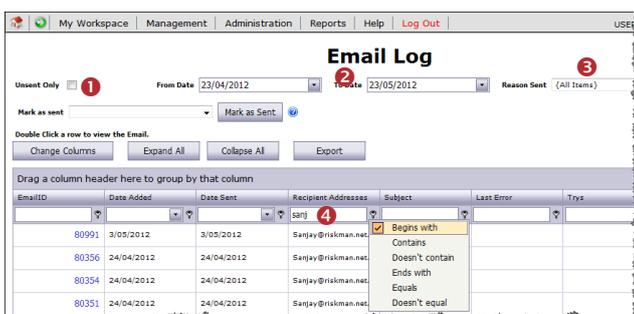 My Workspace Management Administration Reports Help Log Out USE
Email Log
Unsent Only 1 From Date 23/04/2012 2 To Date 23/05/2012 3 Reason Sent {All Items}
Mark as sent Mark as Sent
Double Click a row to view the Email.
Change Columns Expand All Collapse All Export
Drag a column header here to group by that column
EmailID Date Added Date Sent Recipient Addresses Subject Last Error Trys
sanj 4
80991 3/05/2012 3/05/2012 Sanjay@riskman.net. Begins with
Contains
80356 24/04/2012 24/04/2012 Sanjay@riskman.net. Doesn't contain
80354 24/04/2012 24/04/2012 Sanjay@riskman.net. Ends with
Equals
80351 24/04/2012 24/04/2012 Sanjay@riskman.net. Doesn't equal